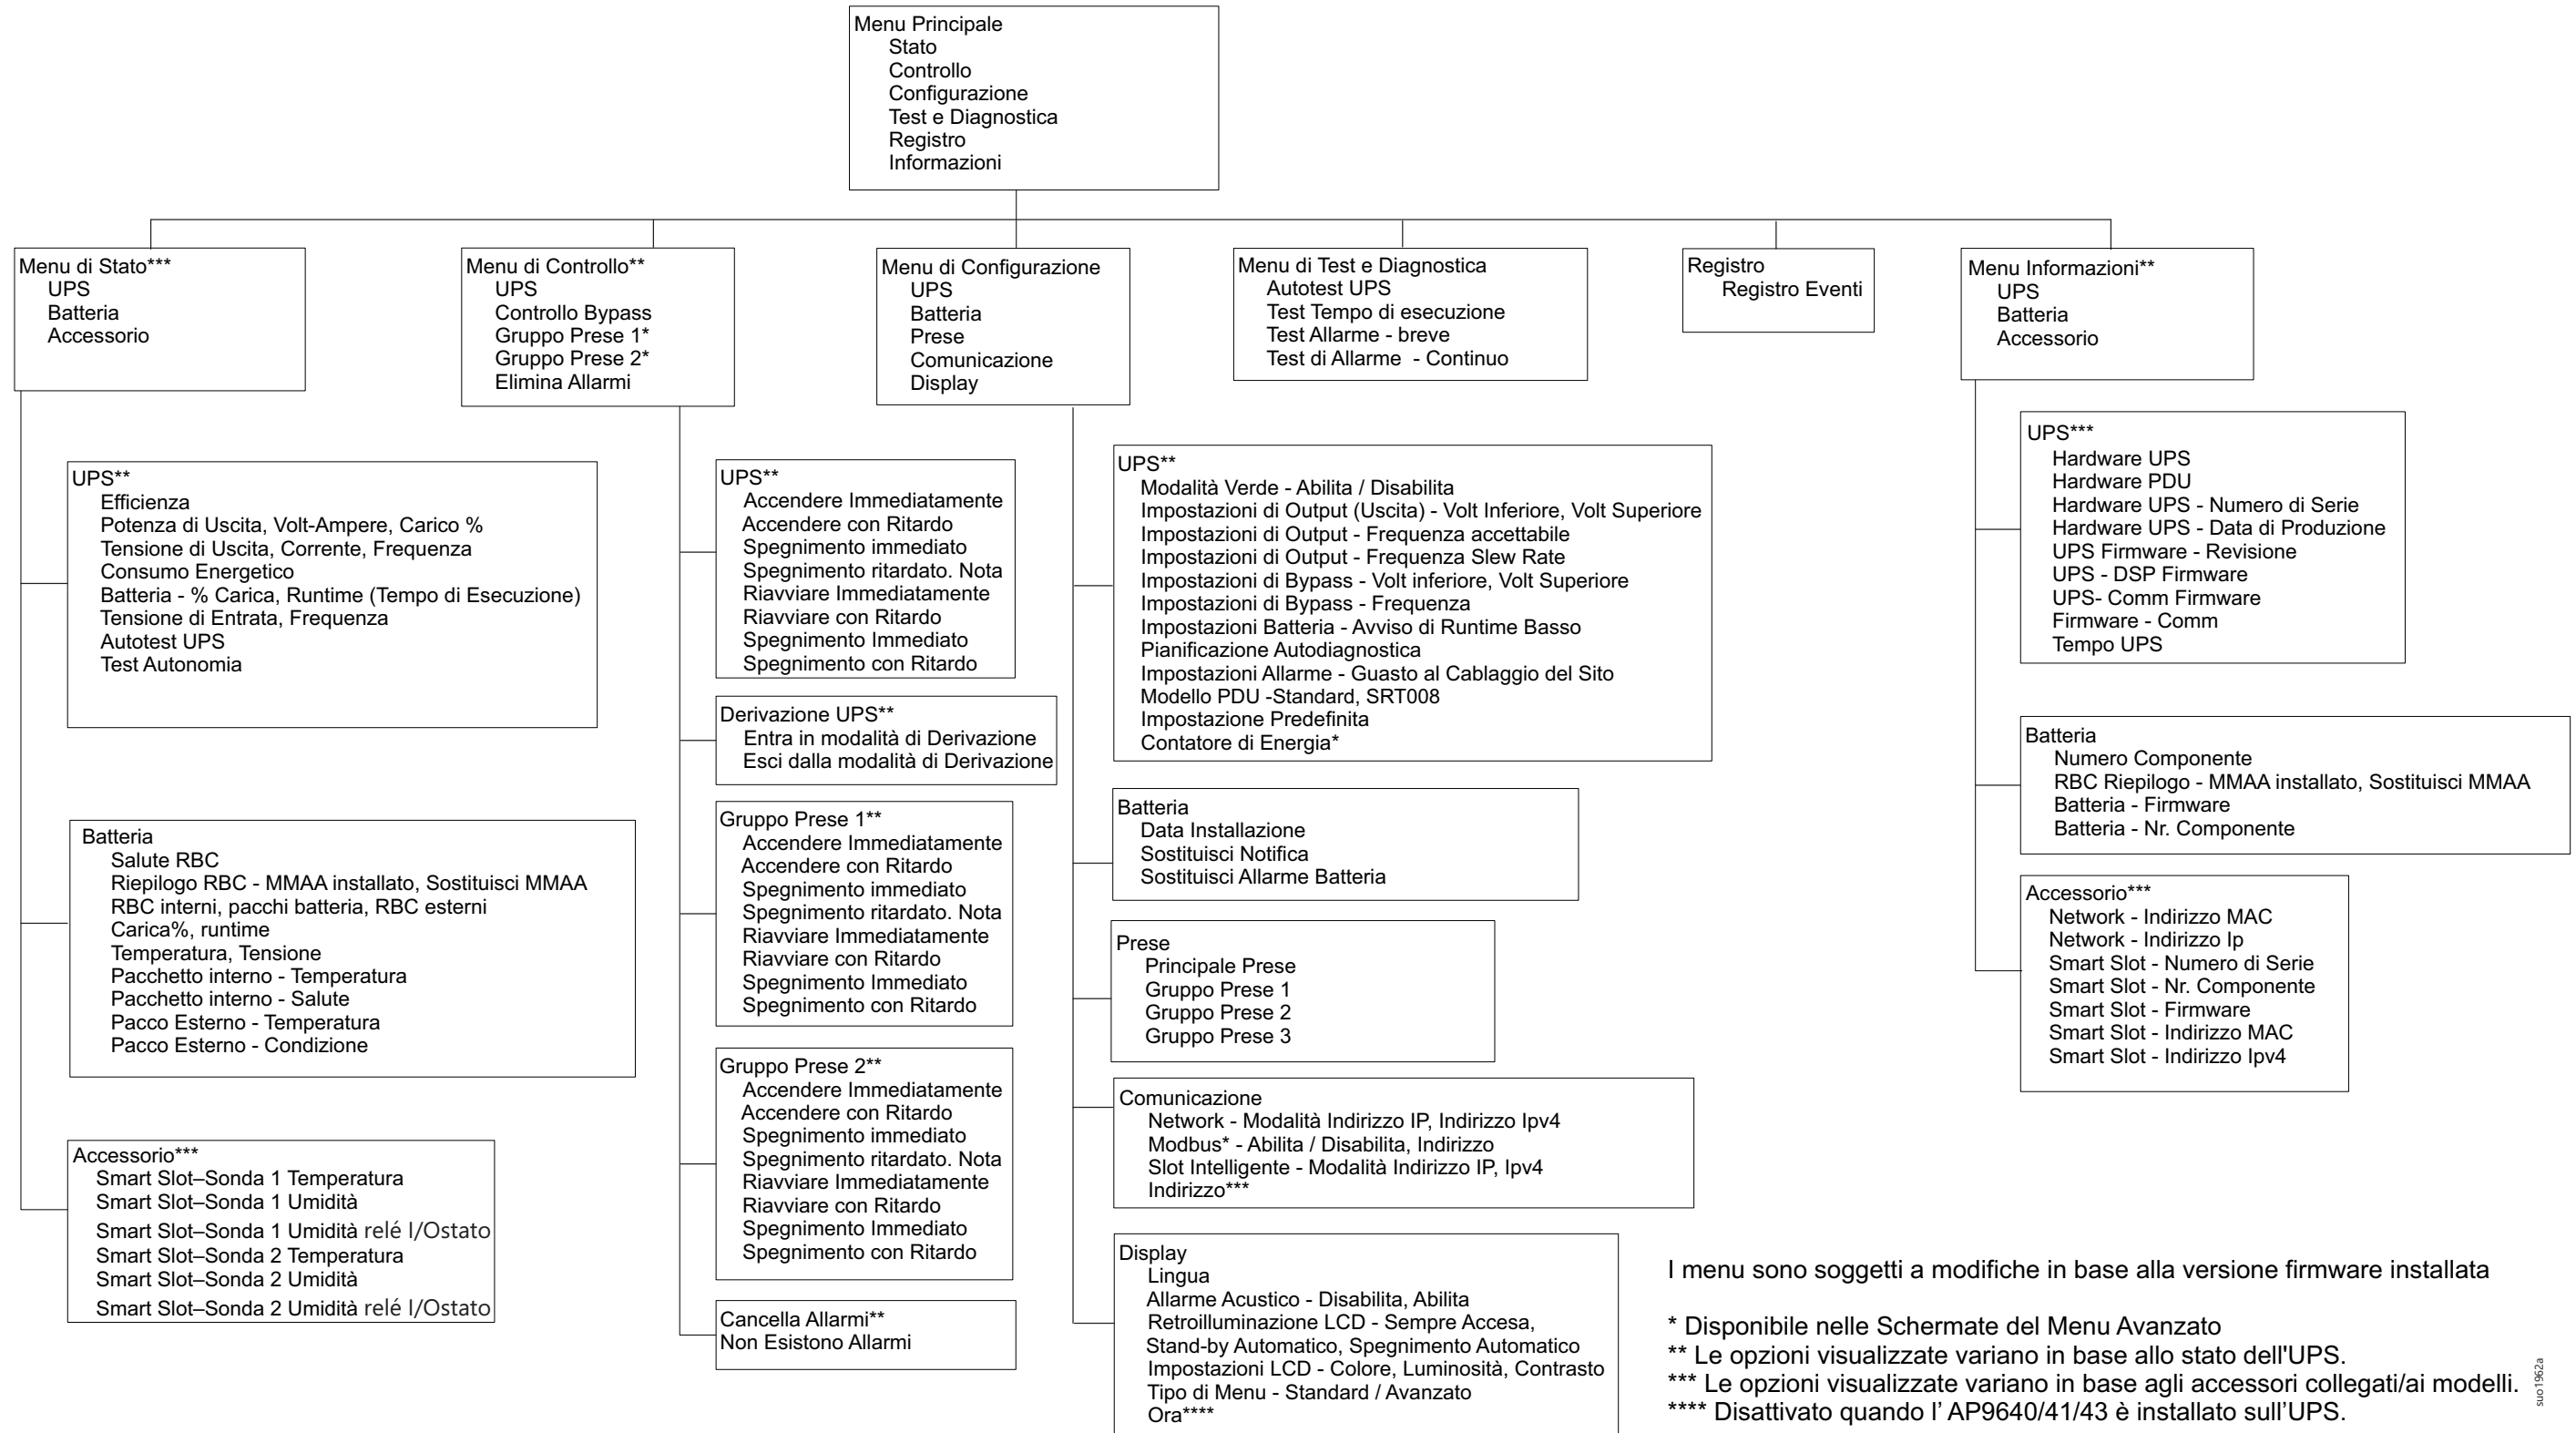 Menu Principale
Stato
Controllo
Configurazione
Test e Diagnostica
Registro
Informazioni
Menu di Stato***
UPS
Batteria
Accessorio
UPS**
Efficienza
Potenza di Uscita, Volt-Ampere, Carico %
Tensione di Uscita, Corrente, Frequenza
Consumo Energetico
Batteria - % Carica, Runtime (Tempo di Esecuzione)
Tensione di Entrata, Frequenza
Autotest UPS
Test Autonomia
Batteria
Salute RBC
Riepilogo RBC - MMAA installato, Sostituisci MMAA
RBC interni, pacchi batteria, RBC esterni
Carica%, runtime
Temperatura, Tensione
Pacchetto interno - Temperatura
Pacchetto interno - Salute
Pacco Esterno - Temperatura
Pacco Esterno - Condizione
Accessorio***
Smart Slot–Sonda 1 Temperatura
Smart Slot–Sonda 1 Umidità
Smart Slot–Sonda 1 Umidità relé I/Ostato
Smart Slot–Sonda 2 Temperatura
Smart Slot–Sonda 2 Umidità
Smart Slot–Sonda 2 Umidità relé I/Ostato
Menu di Controllo**
UPS
Controllo Bypass
Gruppo Prese 1*
Gruppo Prese 2*
Elimina Allarmi
UPS**
Accendere Immediatamente
Accendere con Ritardo
Spegnimento immediato
Spegnimento ritardato. Nota
Riavviare Immediatamente
Riavviare con Ritardo
Spegnimento Immediato
Spegnimento con Ritardo
Derivazione UPS**
Entra in modalità di Derivazione
Esci dalla modalità di Derivazione
Gruppo Prese 1**
Accendere Immediatamente
Accendere con Ritardo
Spegnimento immediato
Spegnimento ritardato. Nota
Riavviare Immediatamente
Riavviare con Ritardo
Spegnimento Immediato
Spegnimento con Ritardo
Gruppo Prese 2**
Accendere Immediatamente
Accendere con Ritardo
Spegnimento immediato
Spegnimento ritardato. Nota
Riavviare Immediatamente
Riavviare con Ritardo
Spegnimento Immediato
Spegnimento con Ritardo
Cancella Allarmi**
Non Esistono Allarmi
Menu di Configurazione
UPS
Batteria
Prese
Comunicazione
Display
UPS**
Modalità Verde - Abilita / Disabilita
Impostazioni di Output (Uscita) - Volt Inferiore, Volt Superiore
Impostazioni di Output - Frequenza accettabile
Impostazioni di Output - Frequenza Slew Rate
Impostazioni di Bypass - Volt inferiore, Volt Superiore
Impostazioni di Bypass - Frequenza
Impostazioni Batteria - Avviso di Runtime Basso
Pianificazione Autodiagnostica
Impostazioni Allarme - Guasto al Cablaggio del Sito
Modello PDU -Standard, SRT008
Impostazione Predefinita
Contatore di Energia*
Batteria
Data Installazione
Sostituisci Notifica
Sostituisci Allarme Batteria
Prese
Principale Prese
Gruppo Prese 1
Gruppo Prese 2
Gruppo Prese 3
Comunicazione
Network - Modalità Indirizzo IP, Indirizzo Ipv4
Modbus* - Abilita / Disabilita, Indirizzo
Slot Intelligente - Modalità Indirizzo IP, Ipv4
Indirizzo***
Display
Lingua
Allarme Acustico - Disabilita, Abilita
Retroilluminazione LCD - Sempre Accesa,
Stand-by Automatico, Spegnimento Automatico
Impostazioni LCD - Colore, Luminosità, Contrasto
Tipo di Menu - Standard / Avanzato
Ora****
Menu di Test e Diagnostica
Autotest UPS
Test Tempo di esecuzione
Test Allarme - breve
Test di Allarme - Continuo
Registro
Registro Eventi
Menu Informazioni**
UPS
Batteria
Accessorio
UPS***
Hardware UPS
Hardware PDU
Hardware UPS - Numero di Serie
Hardware UPS - Data di Produzione
UPS Firmware - Revisione
UPS - DSP Firmware
UPS- Comm Firmware
Firmware - Comm
Tempo UPS
Batteria
Numero Componente
RBC Riepilogo - MMAA installato, Sostituisci MMAA
Batteria - Firmware
Batteria - Nr. Componente
Accessorio***
Network - Indirizzo MAC
Network - Indirizzo Ip
Smart Slot - Numero di Serie
Smart Slot - Nr. Componente
Smart Slot - Firmware
Smart Slot - Indirizzo MAC
Smart Slot - Indirizzo Ipv4
I menu sono soggetti a modifiche in base alla versione firmware installata
* Disponibile nelle Schermate del Menu Avanzato
** Le opzioni visualizzate variano in base allo stato dell'UPS.
*** Le opzioni visualizzate variano in base agli accessori collegati/ai modelli.
**** Disattivato quando l' AP9640/41/43 è installato sull'UPS.
suo1962a